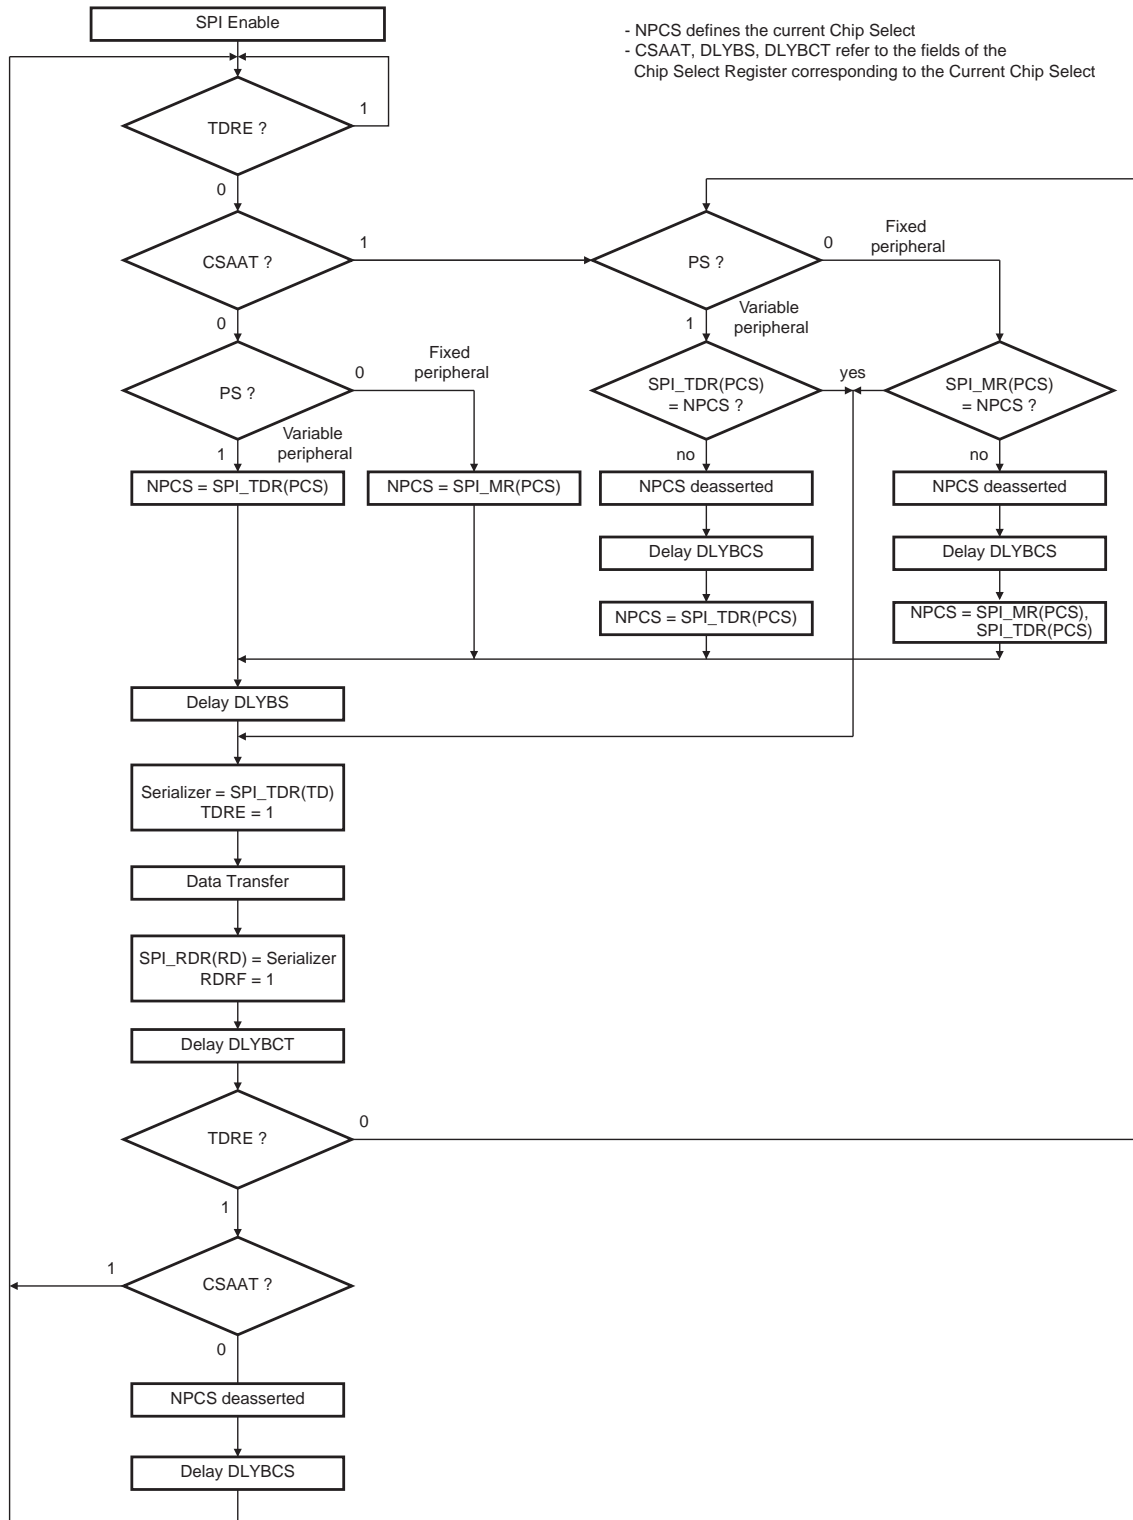 SPI Enable
- NPCS defines the current Chip Select
- CSAAT, DLYBS, DLYBCT refer to the fields of the
Chip Select Register corresponding to the Current Chip Select
1
TDRE ?
0
CSAAT ?
1
PS ?
0
Fixed
peripheral
0
1
Variable
peripheral
PS ?
0
Fixed
peripheral
SPI_TDR(PCS)
= NPCS ?
yes
SPI_MR(PCS)
= NPCS ?
1
Variable
peripheral
no
no
NPCS = SPI_TDR(PCS)
NPCS = SPI_MR(PCS)
NPCS deasserted
NPCS deasserted
Delay DLYBCS
Delay DLYBCS
NPCS = SPI_TDR(PCS)
NPCS = SPI_MR(PCS),
SPI_TDR(PCS)
Delay DLYBS
Serializer = SPI_TDR(TD)
TDRE = 1
Data Transfer
SPI_RDR(RD) = Serializer
RDRF = 1
Delay DLYBCT
TDRE ?
0
1
1
CSAAT ?
0
NPCS deasserted
Delay DLYBCS